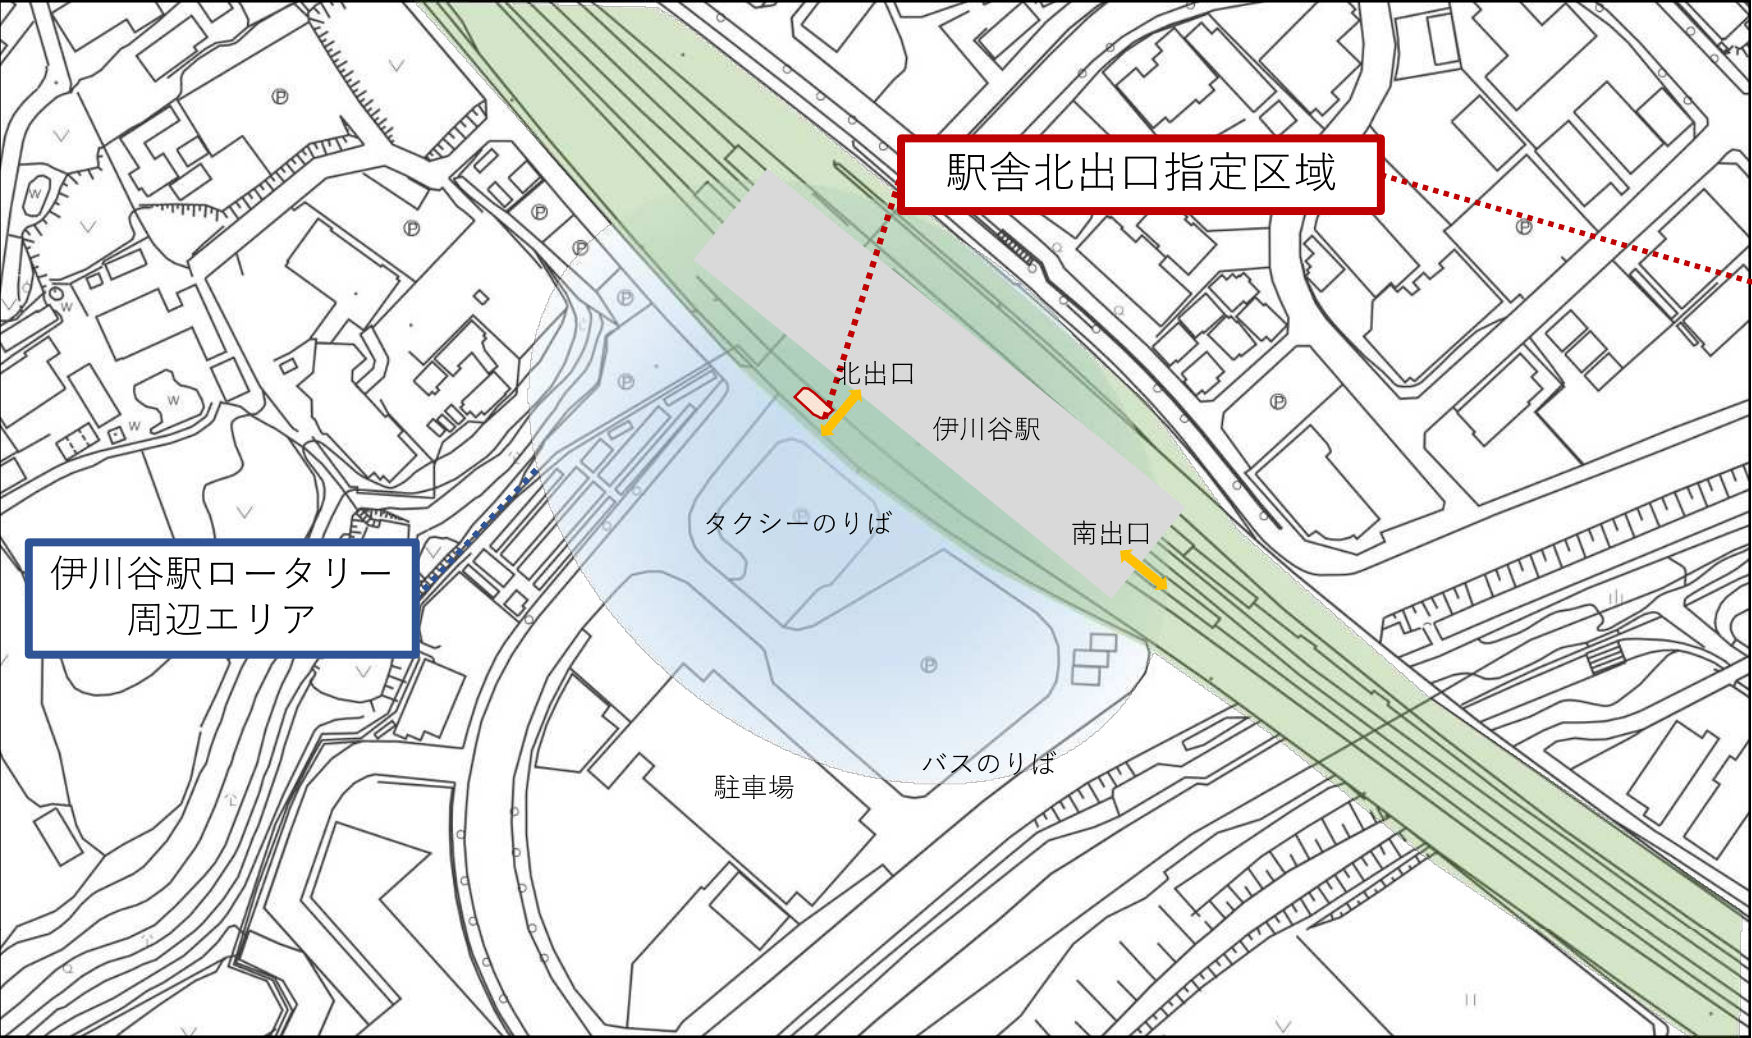 駅舎北出口指定区域
北出口
伊川谷駅
タクシーのりば
南出口
伊川谷駅ロータリー
周辺エリア
バスのりば
駐車場